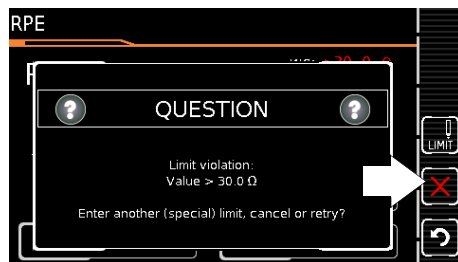 RPE
QUESTION
Limit violation:
Value > 30.0 Ω
Enter another (special) limit, cancel or retry?
LIMIT